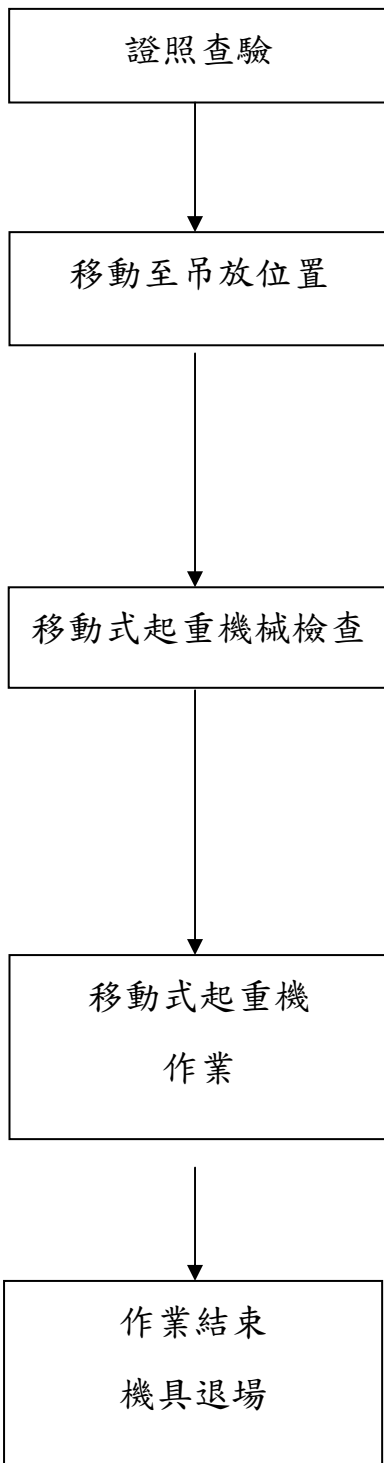 證照查驗
移動至吊放位置
移動式起重機械檢查
移動式起重機
作業
作業結束
機具退場